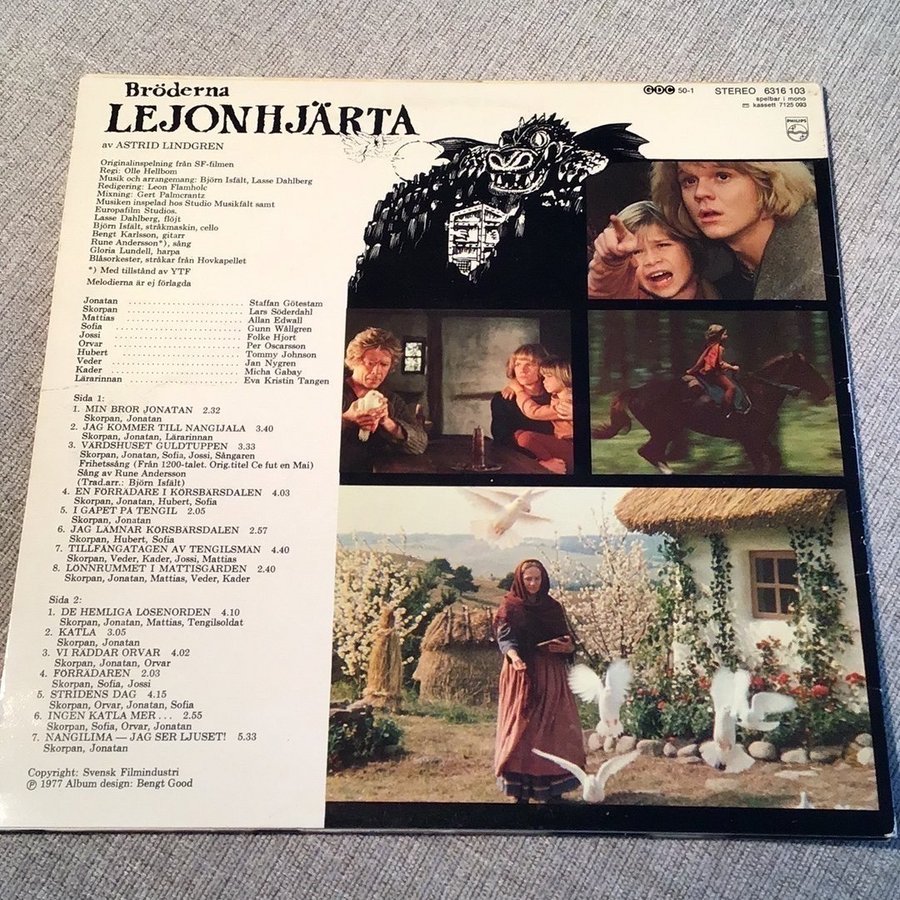 Bröderna
LEJONHJÄRTA
av ASTRID LINDGREN
GDC 50-1
STEREO 6316 103
spelbar i mono
kassett 7125 093
PHILIPS
Originalinspelning från SF-filmen
Regi: Olle Hellbom
Musik och arrangemang: Björn Isfält, Lasse Dahlberg
Redigering: Leon Flamholc
Mixning: Gert Palmcrantz
Musiken inspelad hos Studio Musikfält samt
Europafilm Studios.
Lasse Dahlberg, flöjt
Björn Isfält, stråkmaskin, cello
Bengt Karlsson, gitarr
Rune Andersson*), sång
Gloria Lundell, harpa
Blåsorkester, stråkar från Hovkapellet
*) Med tillstånd av YTF
Melodierna är ej förlagda
Jonatan Staffan Götestam
Skorpan Lars Söderdahl
Mattias Allan Edwall
Sofia Gunn Wållgren
Jossi Folke Hjort
Orvar Per Oscarsson
Hubert Tommy Johnson
Veder Jan Nygren
Kader Micha Gabay
Lärarinnan Eva Kristin Tangen
Sida 1:
1. MIN BROR JONATAN 2.32
Skorpan, Jonatan
2. JAG KOMMER TILL NANGIJALA 3.40
Skorpan, Jonatan, Lärarinnan
3. VÄRDSHUSET GULDTUPPEN 3.33
Skorpan, Jonatan, Sofia, Jossi, Sångaren
Frihetssång (Från 1200-talet. Orig.titel Ce fut en Mai)
Sång av Rune Andersson
(Trad.arr.: Björn Isfält)
4. EN FÖRRÄDARE I KÖRSBÄRSDALEN 4.03
Skorpan, Jonatan, Hubert, Sofia
5. I GAPET PÅ TENGIL 2.05
Skorpan, Jonatan
6. JAG LÄMNAR KÖRSBÄRSDALEN 2.57
Skorpan, Hubert, Sofia
7. TILLFÅNGATAGEN AV TENGILSMÄN 4.40
Skorpan, Veder, Kader, Jossi, Mattias
8. LÖNNRUMMET I MATTISGÅRDEN 2.40
Skorpan, Jonatan, Mattias, Veder, Kader
Sida 2:
1. DE HEMLIGA LÖSENORDEN 4.10
Skorpan, Jonatan, Mattias, Tengilsoldat
2. KATLA 3.05
Skorpan, Jonatan
3. VI RÄDDAR ORVAR 4.02
Skorpan, Jonatan, Orvar
4. FÖRRÄDAREN 2.03
Skorpan, Sofia, Jossi
5. STRIDENS DAG 4.15
Skorpan, Orvar, Jonatan, Sofia
6. INGEN KATLA MER... 2.55
Skorpan, Sofia, Orvar, Jonatan
7. NANGILIMA — JAG SER LJUSET! 5.33
Skorpan, Jonatan
Copyright: Svensk Filmindustri
℗ 1977 Album design: Bengt Good